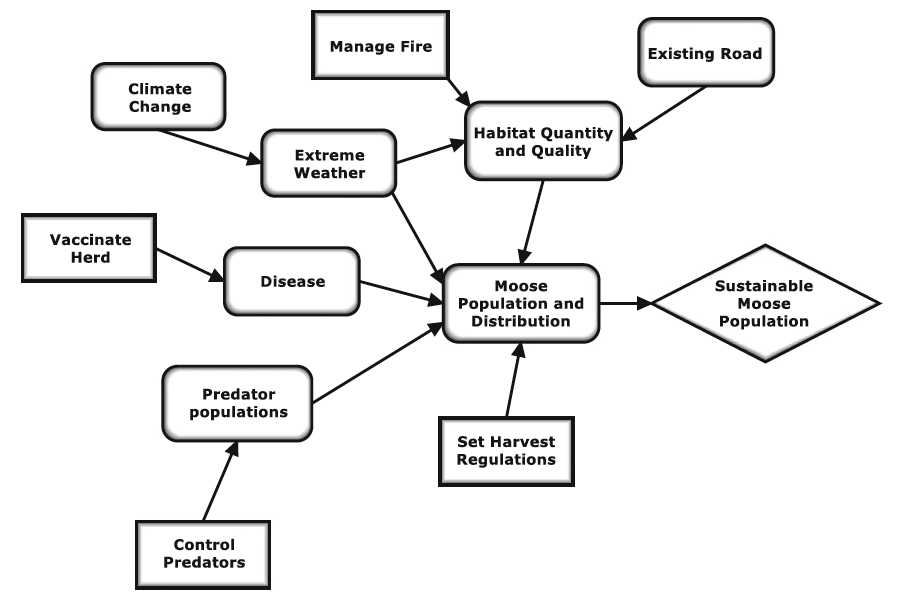 Manage Fire
Existing Road
Climate
Change
Habitat Quantity
and Quality
Extreme
Weather
Vaccinate
Herd
Disease
Moose
Population and
Distribution
Sustainable
Moose
Population
Predator
populations
Set Harvest
Regulations
Control
Predators